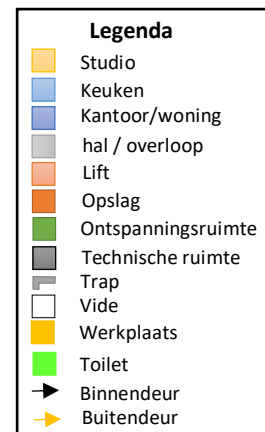 Legenda
Studio
Keuken
Kantoor/woning
hal / overloop
Lift
Opslag
Ontspanningsruimte
Technische ruimte
Trap
Vide
Werkplaats
Toilet
Binnendeur
Buitendeur